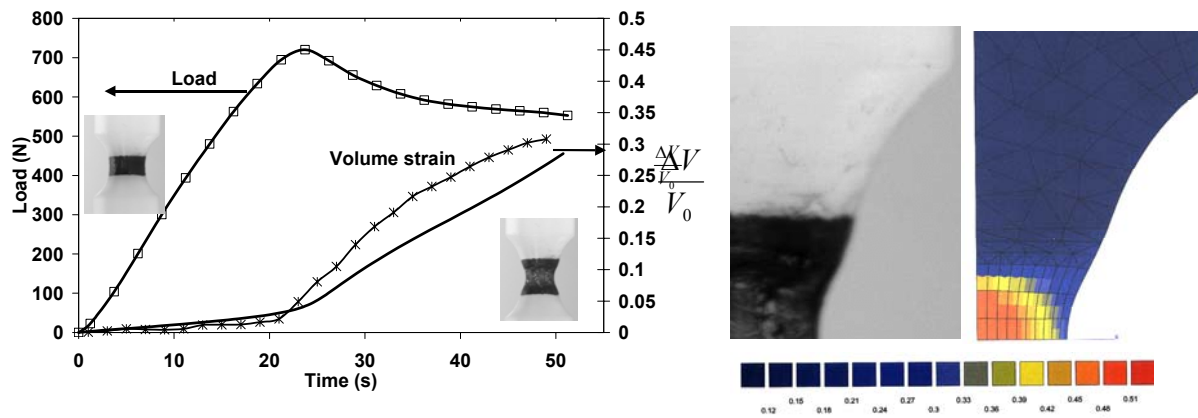 Load (N)
800
700
600
500
400
300
200
100
0
Load
Volume strain
0.5
0.45
0.4
0.35
0.3
0.25
0.2
0.15
0.1
0.05
0
ΔV
V₀
ΔV
V₀
0 10 20 30 40 50
Time (s)
0.15 0.21 0.27 0.33 0.39 0.45 0.51
0.12 0.18 0.24 0.3 0.36 0.42 0.48